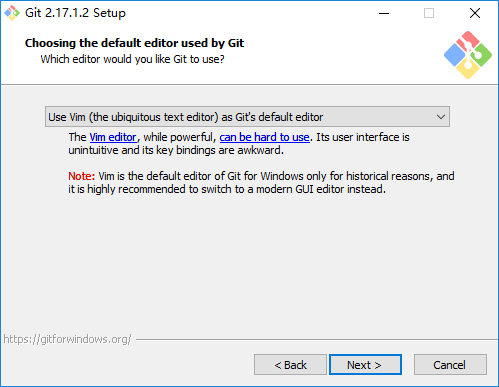 Git 2.17.1.2 Setup
Choosing the default editor used by Git
Which editor would you like Git to use?
Use Vim (the ubiquitous text editor) as Git's default editor
The Vim editor, while powerful, can be hard to use. Its user interface is
unintuitive and its key bindings are awkward.
Note: Vim is the default editor of Git for Windows only for historical reasons, and
it is highly recommended to switch to a modern GUI editor instead.
https://gitforwindows.org/
< Back Next > Cancel